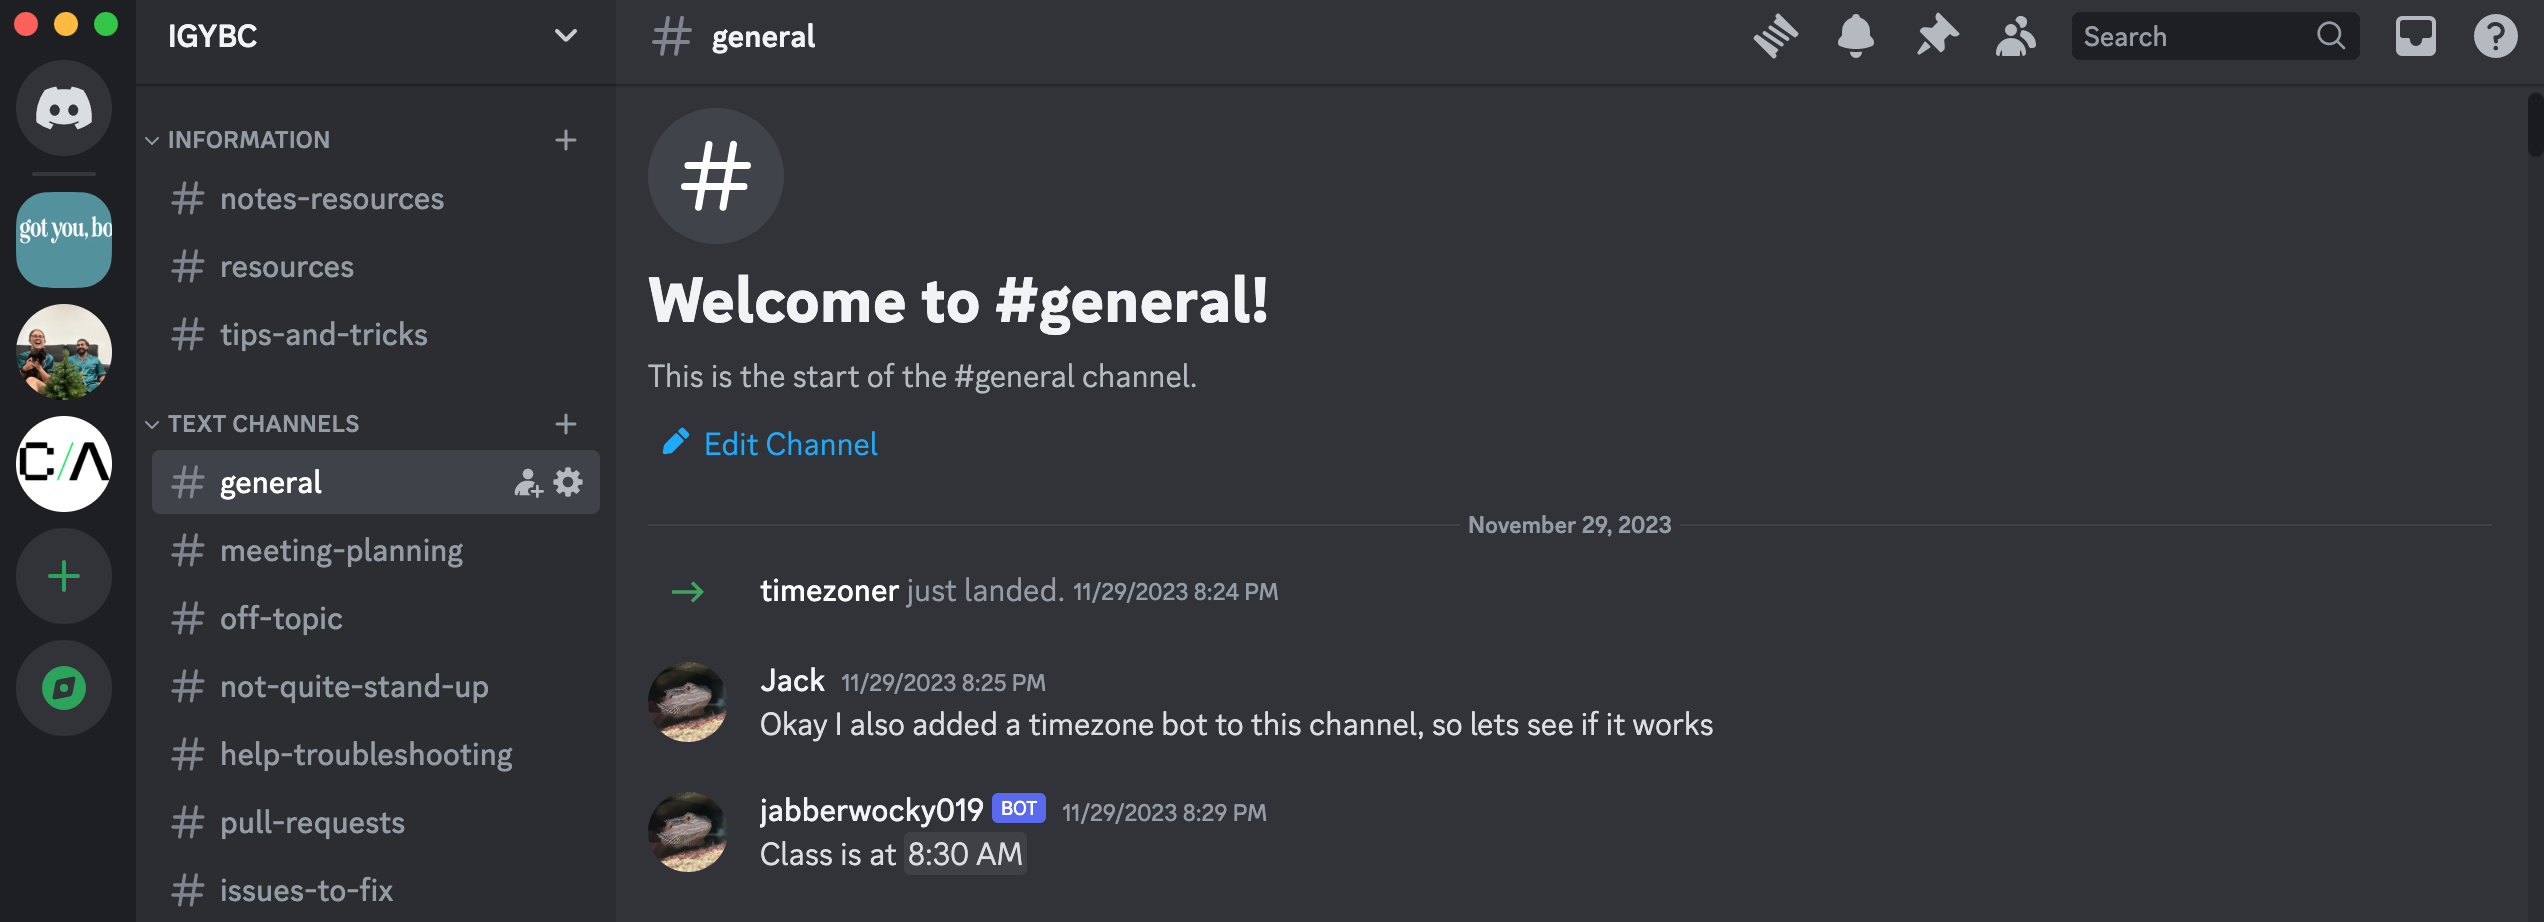 IGYBC
general
Search
got you, bo
C/A
INFORMATION
notes-resources
resources
tips-and-tricks
TEXT CHANNELS
general
meeting-planning
off-topic
not-quite-stand-up
help-troubleshooting
pull-requests
issues-to-fix
#
Welcome to #general!
This is the start of the #general channel.
Edit Channel
November 29, 2023
timezoner just landed. 11/29/2023 8:24 PM
Jack 11/29/2023 8:25 PM
Okay I also added a timezone bot to this channel, so lets see if it works
jabberwocky019 BOT 11/29/2023 8:29 PM
Class is at 8:30 AM